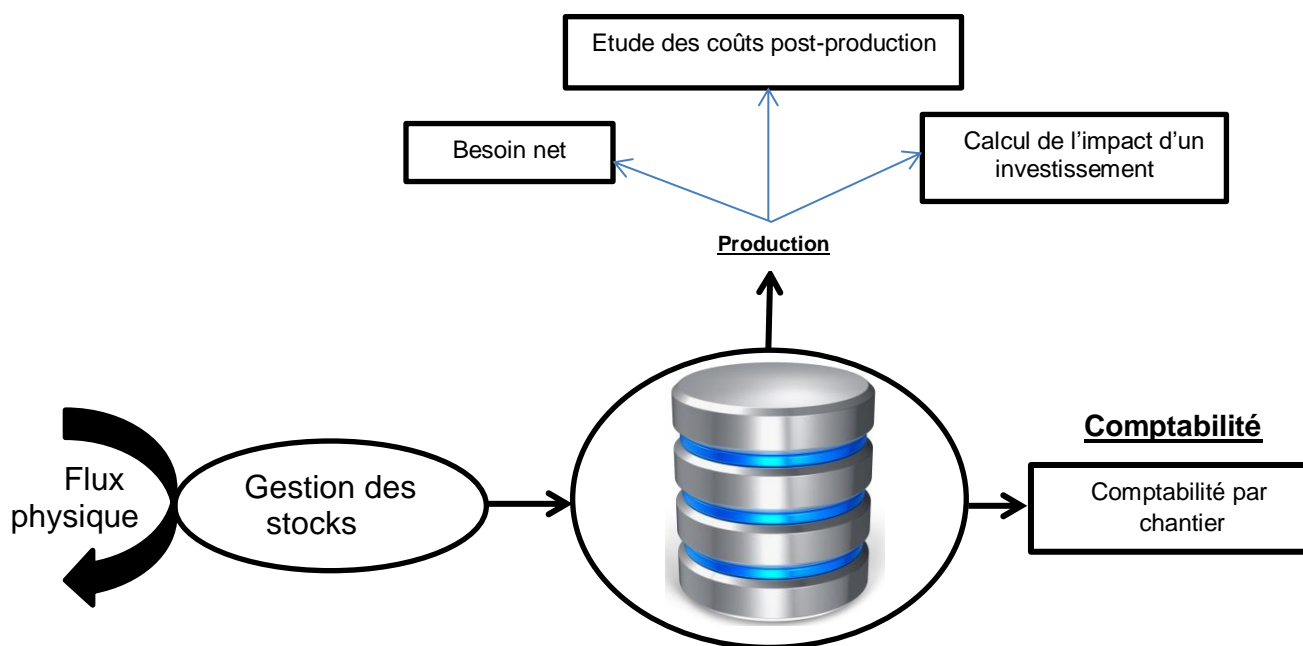 Etude des coûts post-production
Besoin net
Calcul de l’impact d’un
investissement
Production
Flux
physique
Gestion des
stocks
Comptabilité
Comptabilité par
chantier